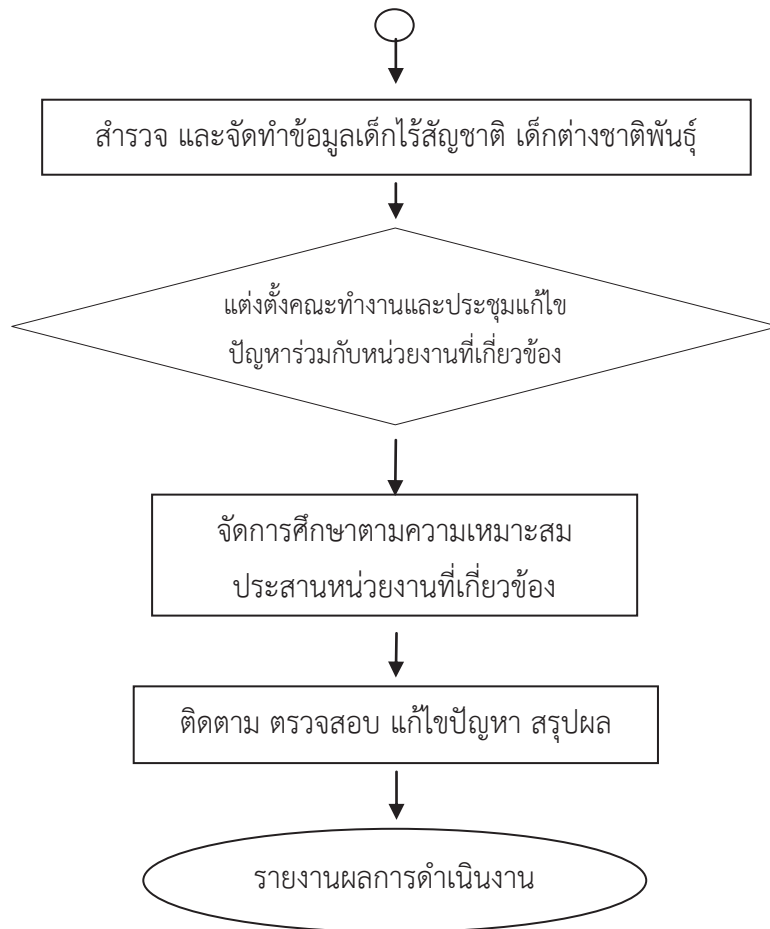 สำรวจ และจัดทำข้อมูลเด็กไร้สัญชาติ เด็กต่างชาติพันธุ์
แต่งตั้งคณะทำงานและประชุมแก้ไข
ปัญหาร่วมกับหน่วยงานที่เกี่ยวข้อง
จัดการศึกษาตามความเหมาะสม
ประสานหน่วยงานที่เกี่ยวข้อง
ติดตาม ตรวจสอบ แก้ไขปัญหา สรุปผล
รายงานผลการดำเนินงาน